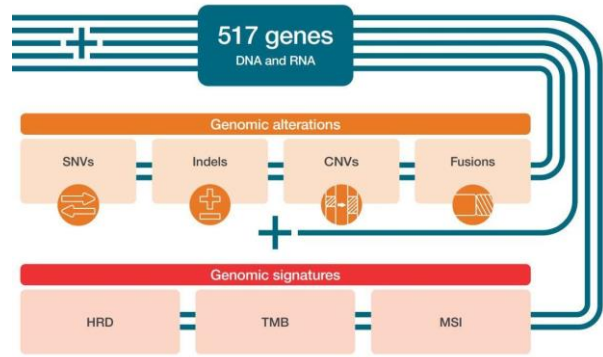 517 genes
DNA and RNA
Genomic alterations
SNVs
Indels
CNVs
Fusions
Genomic signatures
HRD
TMB
MSI